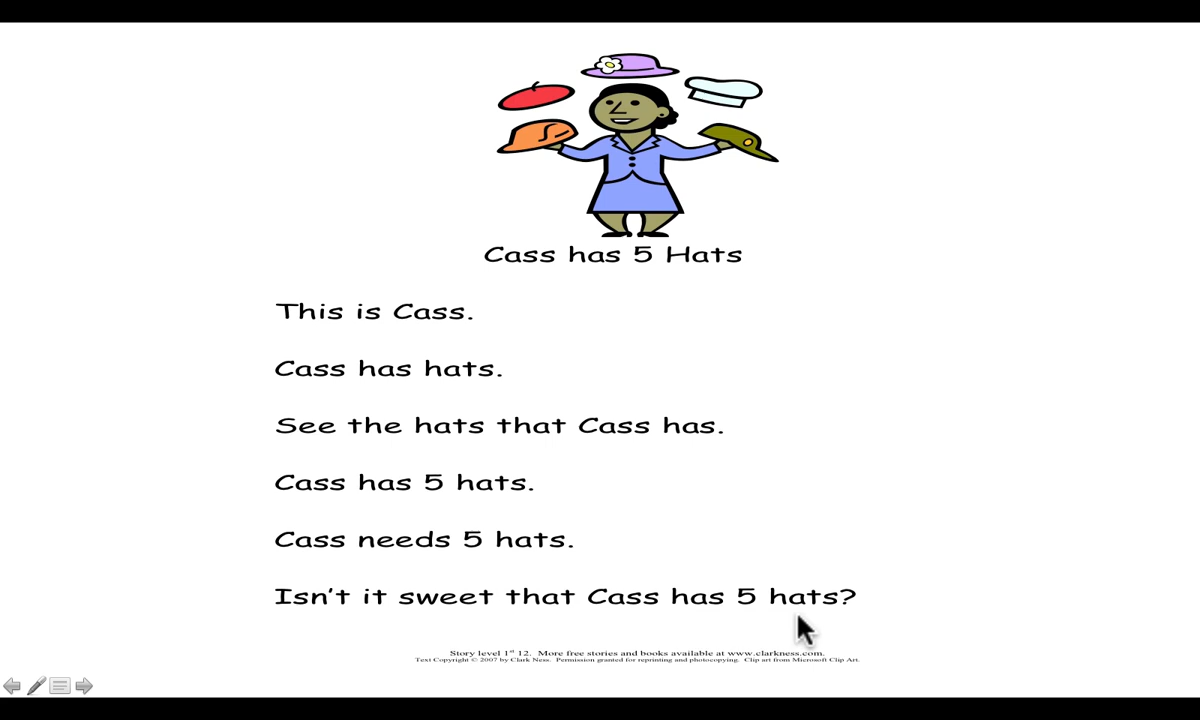 Cass has 5 Hats
This is Cass.
Cass has hats.
See the hats that Cass has.
Cass has 5 hats.
Cass needs 5 hats.
Isn't it sweet that Cass has 5 hats?
Story level 1st 12. More free stories and books available at www.clarkness.com.
Text Copyright © 2007 by Clark Ness. Permission granted for reprinting and photocopying. Clip art from Microsoft Clip Art.